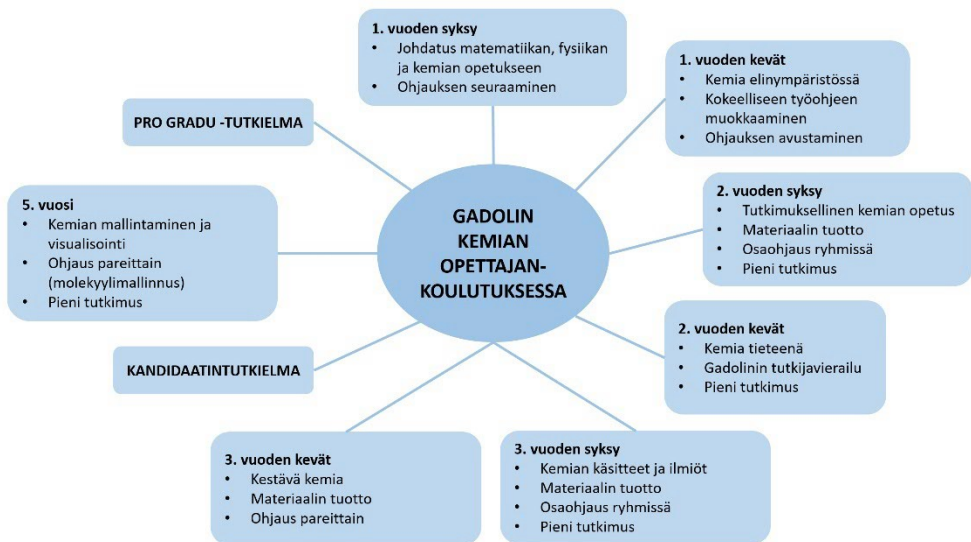 1. vuoden syksy
• Johdatus matematiikan, fysiikan
ja kemian opetukseen
• Ohjauksen seuraaminen
1. vuoden kevät
• Kemia elinympäristössä
• Kokeelliseen työohjeen
muokkaaminen
• Ohjauksen avustaminen
2. vuoden syksy
• Tutkimuksellinen kemian opetus
• Materiaalin tuotto
• Osaohjaus ryhmissä
• Pieni tutkimus
2. vuoden kevät
• Kemia tieteenä
• Gadolinin tutkijavierailu
• Pieni tutkimus
3. vuoden syksy
• Kemian käsitteet ja ilmiöt
• Materiaalin tuotto
• Osaohjaus ryhmissä
• Pieni tutkimus
3. vuoden kevät
• Kestävä kemia
• Materiaalin tuotto
• Ohjaus pareittain
KANDIDAATINTUTKIELMA
5. vuosi
• Kemian mallintaminen ja
visualisointi
• Ohjaus pareittain
(molekyylimallinnus)
• Pieni tutkimus
PRO GRADU -TUTKIELMA
GADOLIN
KEMIAN
OPETTAJAN-
KOULUTUKSESSA